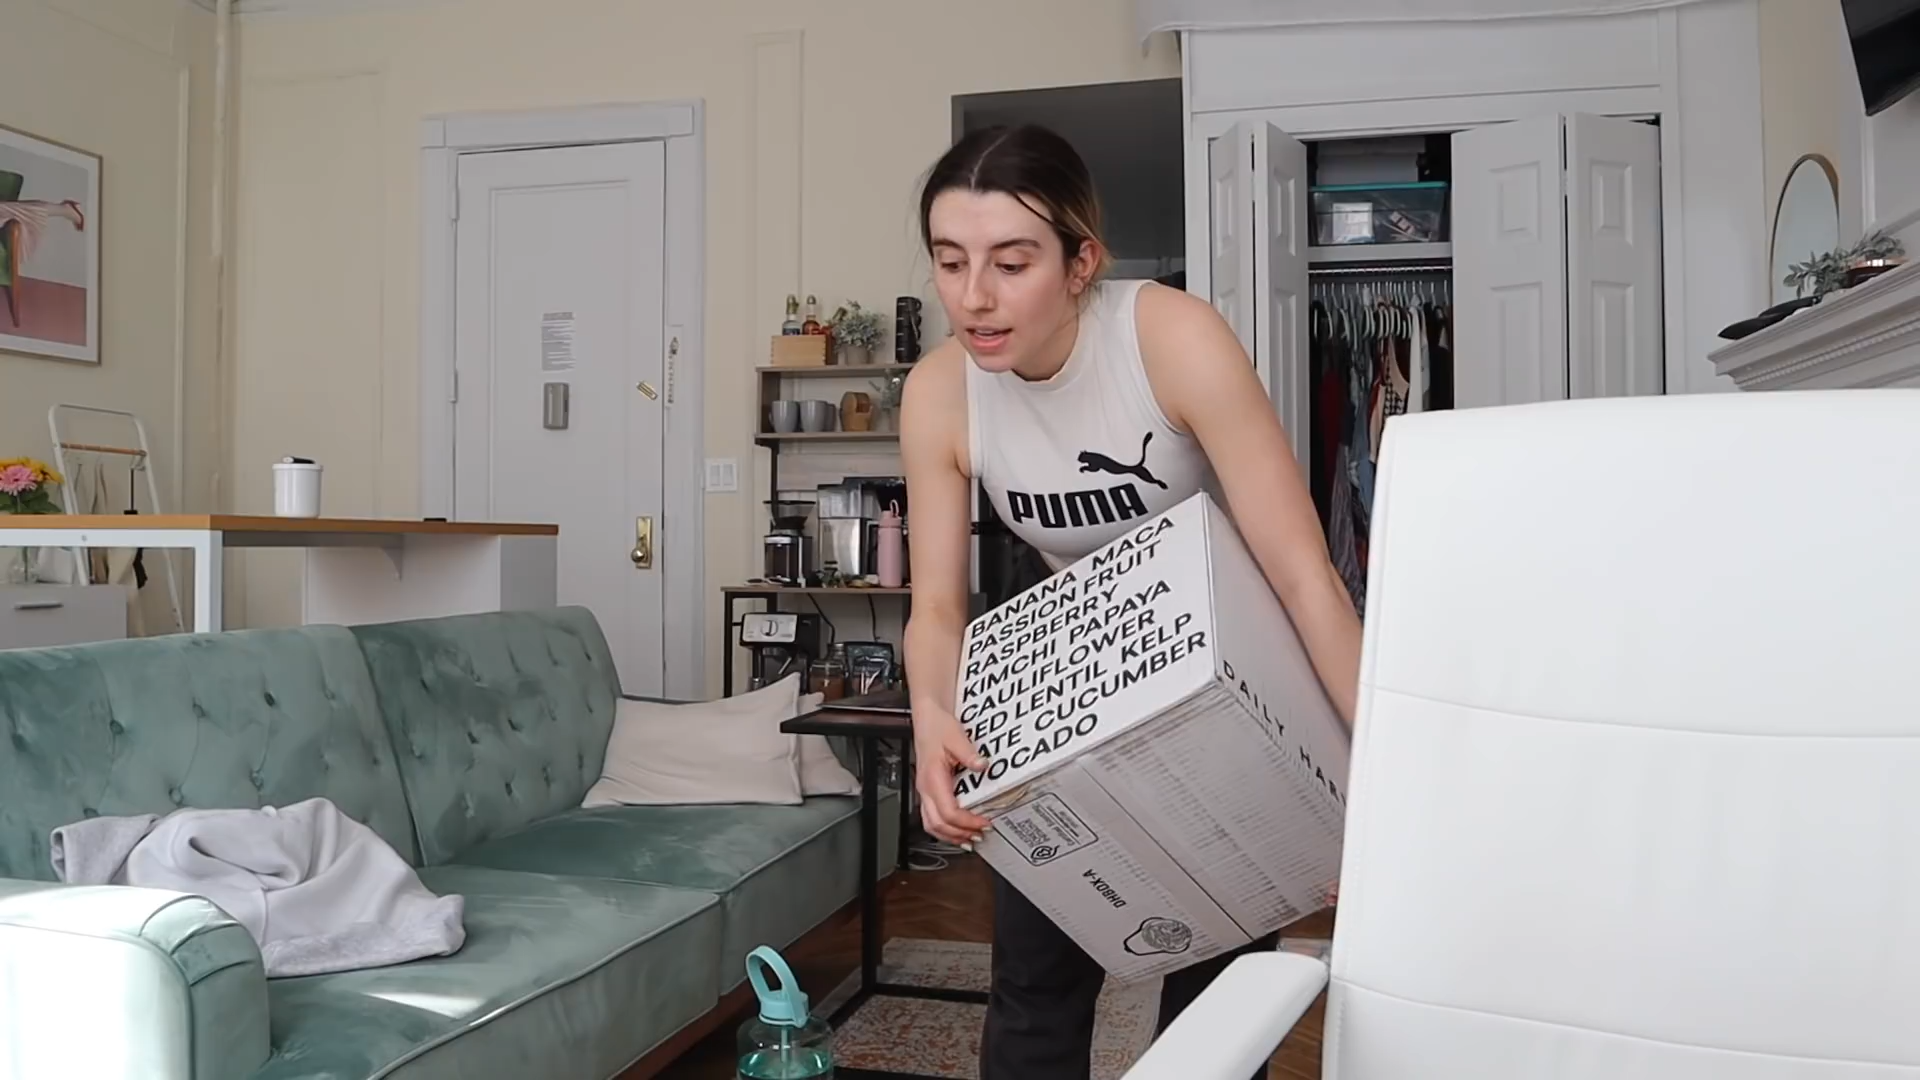 PUMA
BANANA MACA
PASSION FRUIT
RASPBERRY
KIMCHI PAPAYA
CAULIFLOWER
RED LENTIL KELP
CUCUMBER
AVOCADO
DAILY HAR
DHBOX-A